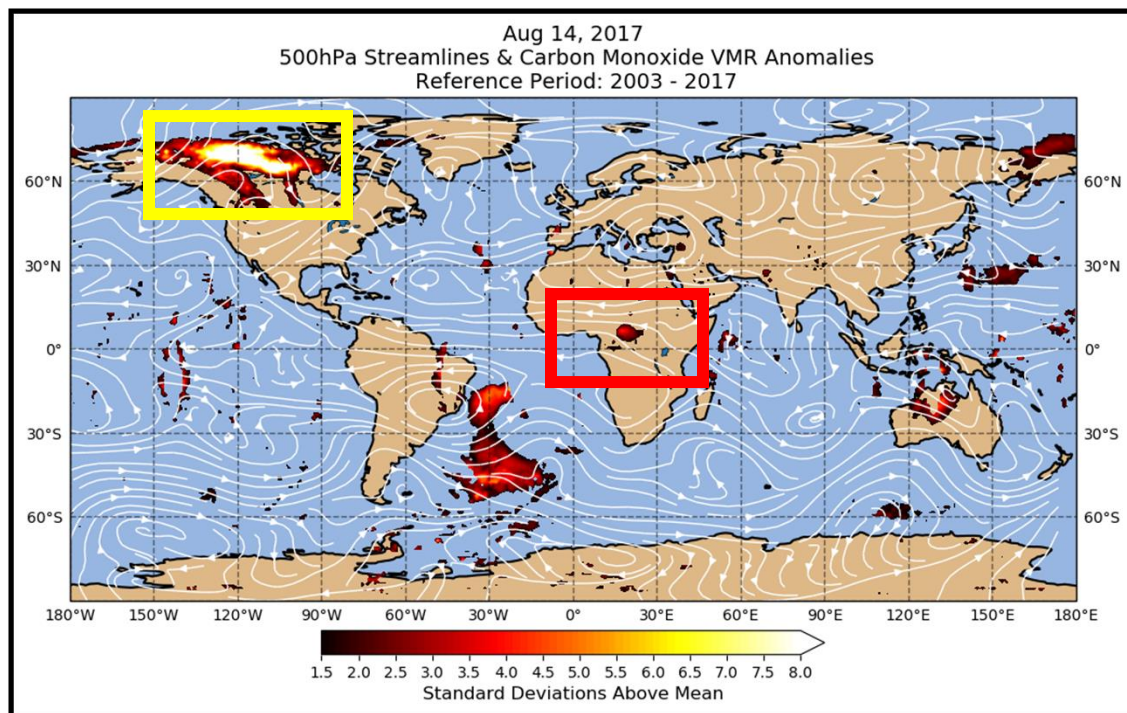 Aug 14, 2017
500hPa Streamlines & Carbon Monoxide VMR Anomalies
Reference Period: 2003 - 2017
60°N 60°N
30°N 30°N
0° 0°
30°S 30°S
60°S 60°S
180°W 150°W 120°W 90°W 60°W 30°W 0° 30°E 60°E 90°E 120°E 150°E 180°E
1.5 2.0 2.5 3.0 3.5 4.0 4.5 5.0 5.5 6.0 6.5 7.0 7.5 8.0
Standard Deviations Above Mean